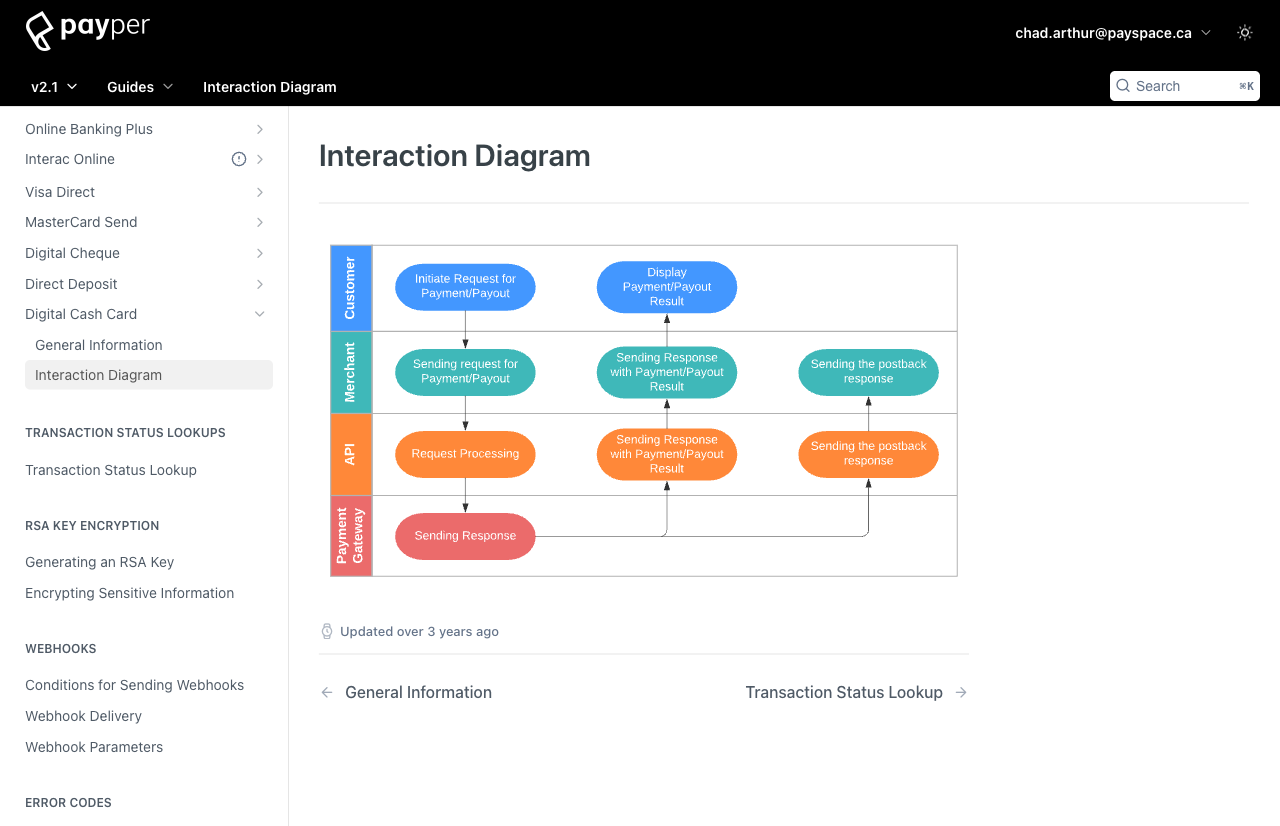 payper
chad.arthur@payspace.ca
v2.1
Guides
Interaction Diagram
Search
⌘K
Online Banking Plus
Interac Online
Visa Direct
MasterCard Send
Digital Cheque
Direct Deposit
Digital Cash Card
General Information
Interaction Diagram
TRANSACTION STATUS LOOKUPS
Transaction Status Lookup
RSA KEY ENCRYPTION
Generating an RSA Key
Encrypting Sensitive Information
WEBHOOKS
Conditions for Sending Webhooks
Webhook Delivery
Webhook Parameters
ERROR CODES
Interaction Diagram
Customer
Initiate Request for
Payment/Payout
Display
Payment/Payout
Result
Merchant
Sending request for
Payment/Payout
Sending Response
with Payment/Payout
Result
Sending the postback
response
API
Request Processing
Sending Response
with Payment/Payout
Result
Sending the postback
response
Payment
Gateway
Sending Response
Updated over 3 years ago
General Information
Transaction Status Lookup